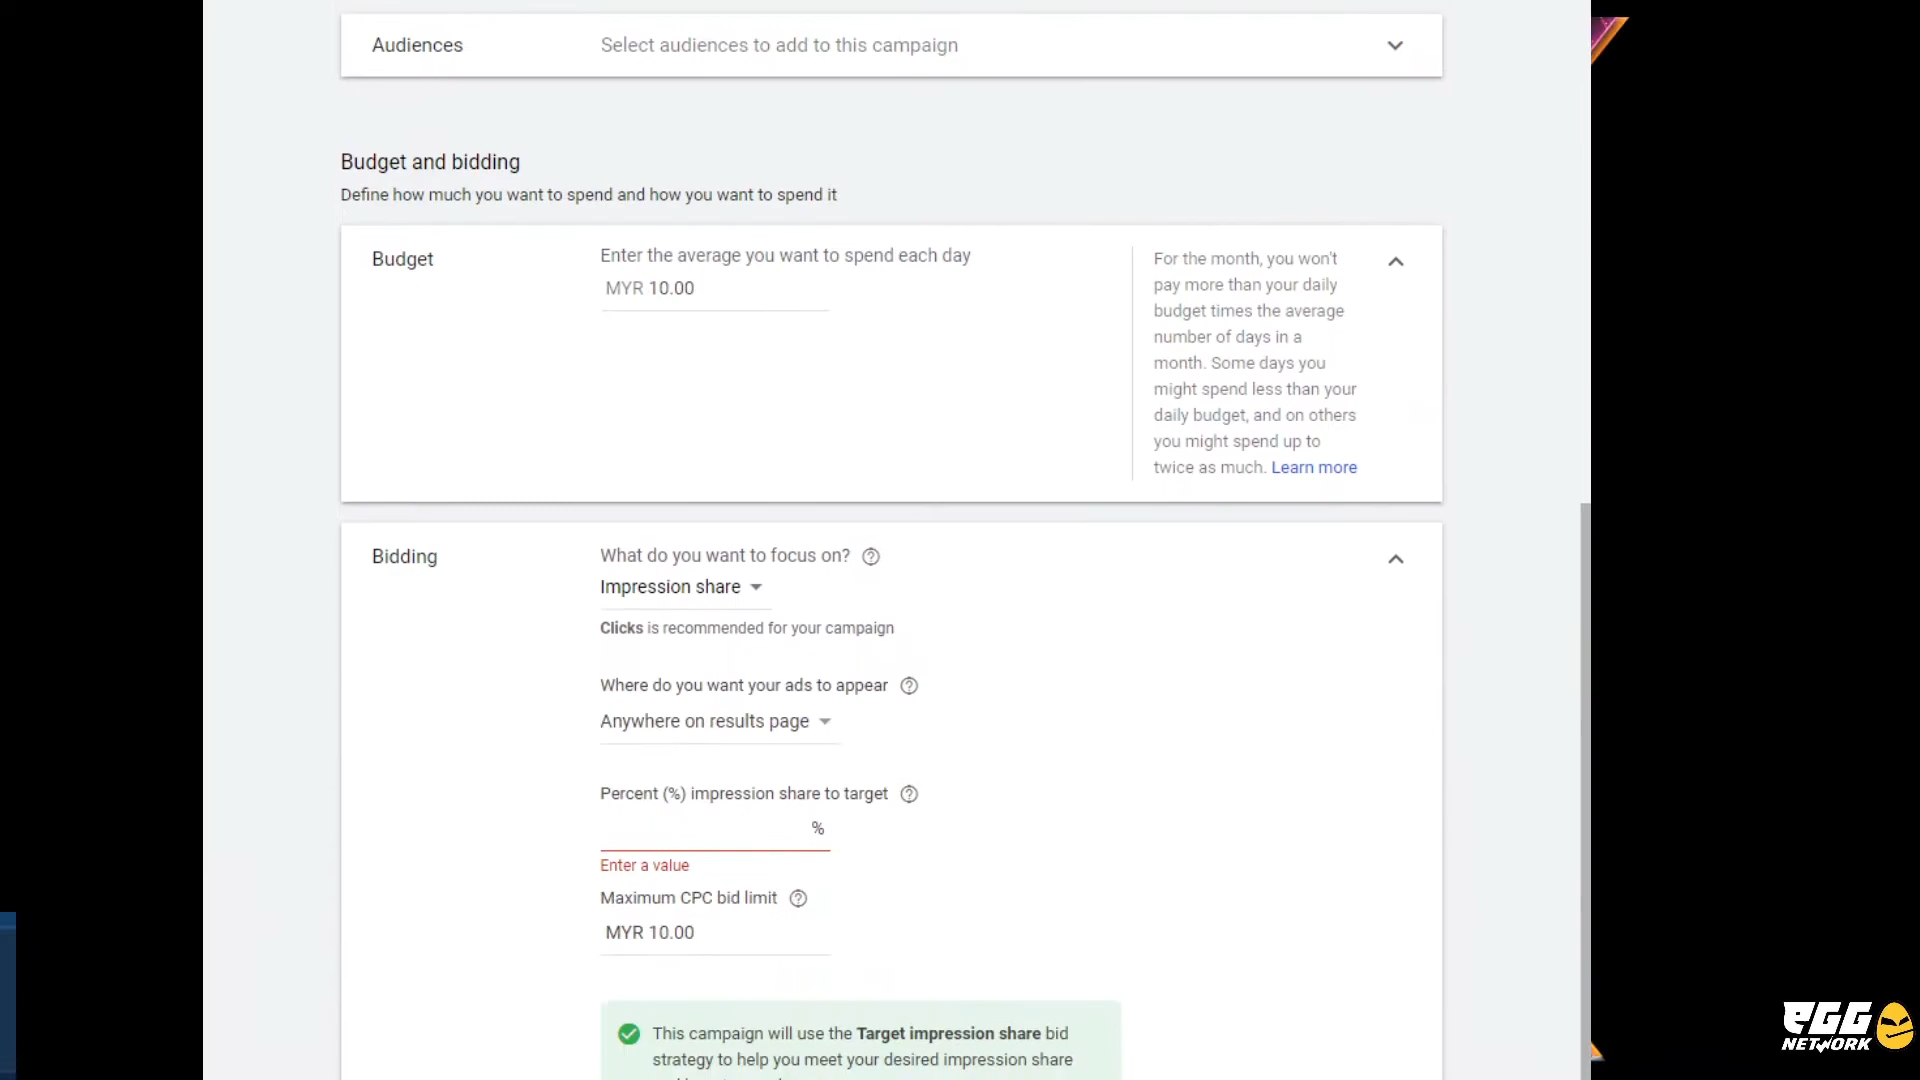 Audiences Select audiences to add to this campaign
Budget and bidding
Define how much you want to spend and how you want to spend it
Budget
Enter the average you want to spend each day
MYR 10.00
For the month, you won't
pay more than your daily
budget times the average
number of days in a
month. Some days you
might spend less than your
daily budget, and on others
you might spend up to
twice as much. Learn more
Bidding
What do you want to focus on?
Impression share
Clicks is recommended for your campaign
Where do you want your ads to appear
Anywhere on results page
Percent (%) impression share to target
%
Enter a value
Maximum CPC bid limit
MYR 10.00
This campaign will use the Target impression share bid
strategy to help you meet your desired impression share
EGG
NETWORK